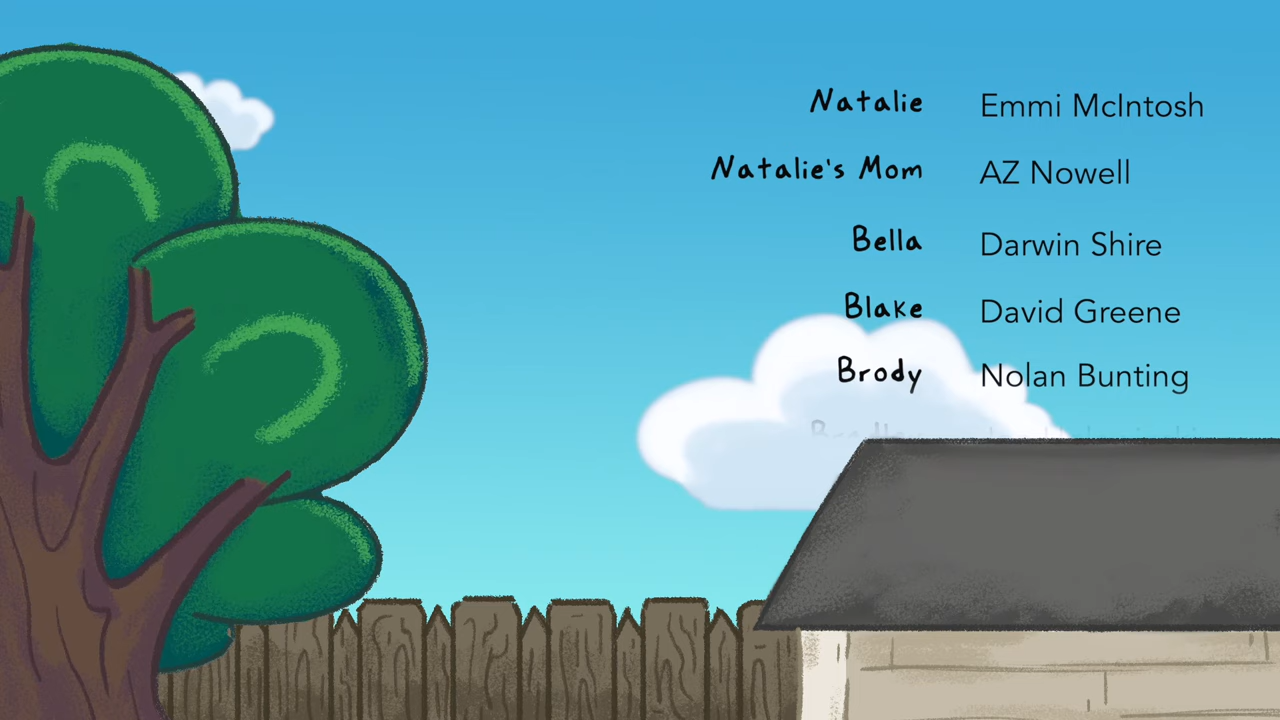 Natalie Emmi McIntosh
Natalie's Mom AZ Nowell
Bella Darwin Shire
Blake David Greene
Brody Nolan Bunting